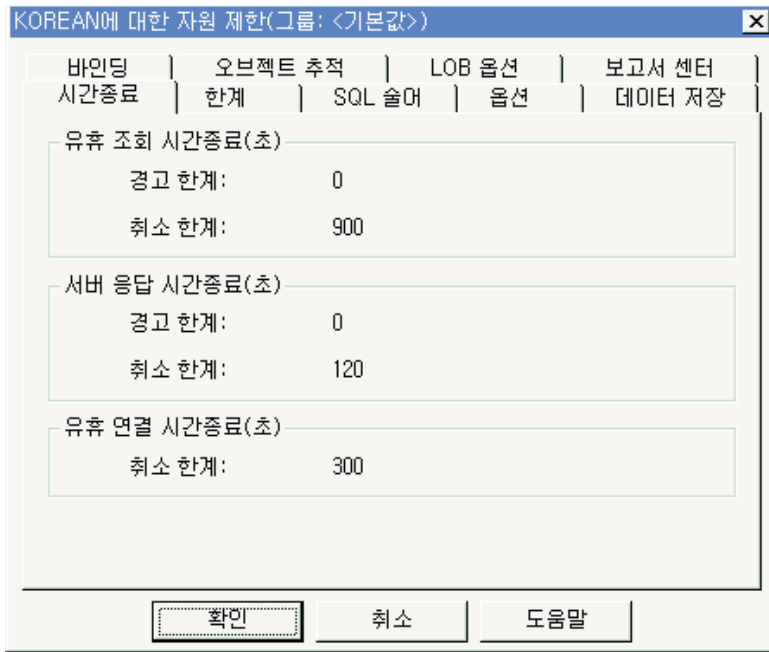 KOREAN에 대한 자원 제한(그룹: <기본값>)
바인딩 오브젝트 추적 LOB 옵션 보고서 센터
시간종료 한계 SQL 술어 옵션 데이터 저장
유휴 조회 시간종료(초)
경고 한계: 0
취소 한계: 900
서버 응답 시간종료(초)
경고 한계: 0
취소 한계: 120
유휴 연결 시간종료(초)
취소 한계: 300
확인 취소 도움말